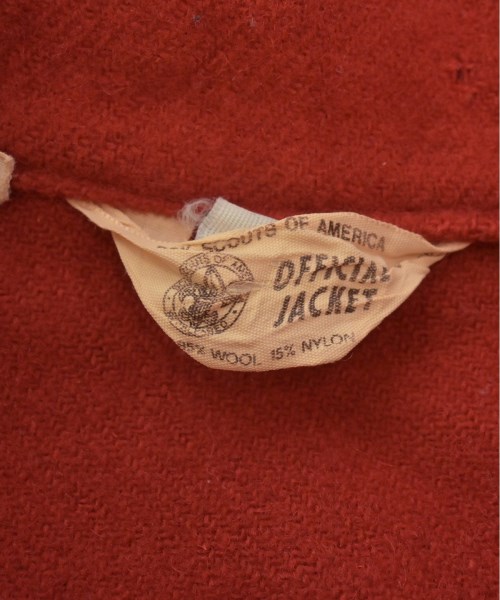 SCOUTS OF AMERICA
OFFICIAL
JACKET
85% WOOL 15% NYLON